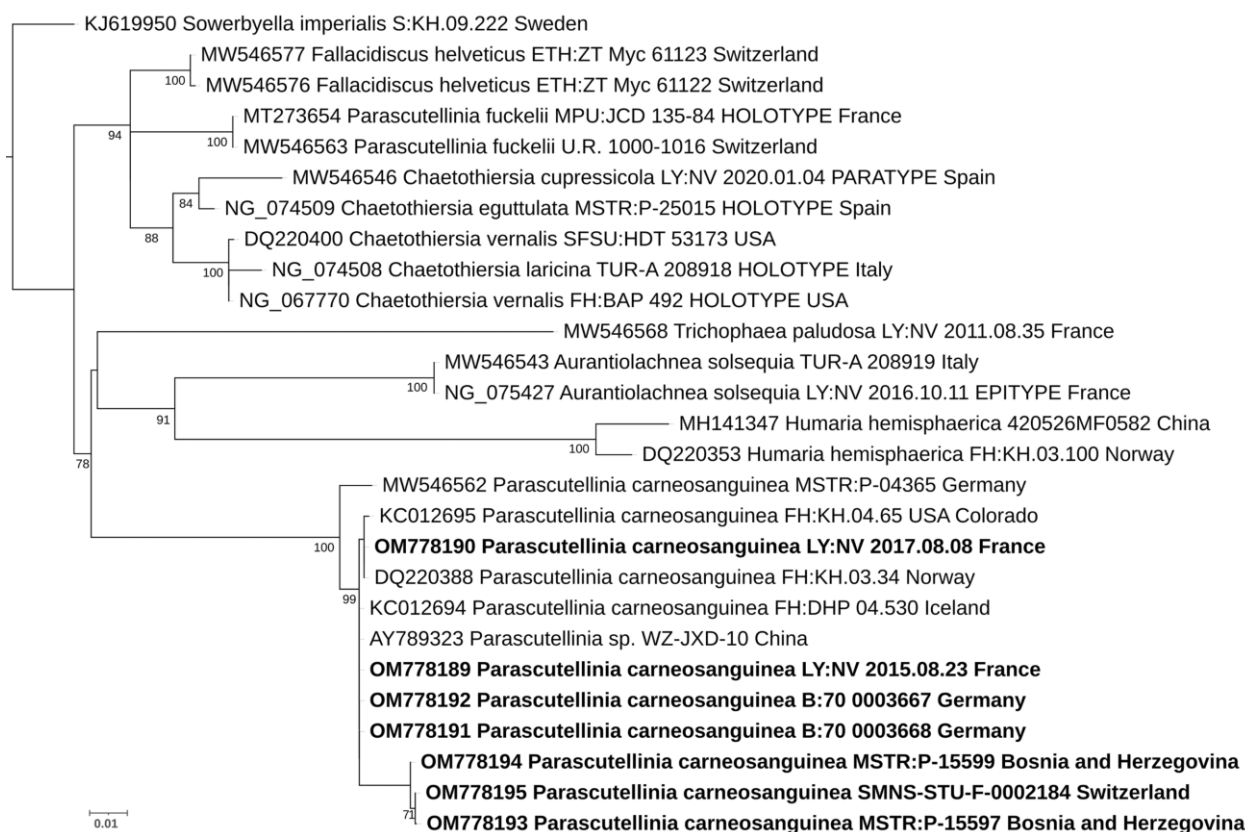 KJ619950 Sowerbyella imperialis S:KH.09.222 Sweden
MW546577 Fallacidiscus helveticus ETH:ZT Myc 61123 Switzerland
100
MW546576 Fallacidiscus helveticus ETH:ZT Myc 61122 Switzerland
MT273654 Parascutellinia fuckelii MPU:JCD 135-84 HOLOTYPE France
94
100
MW546563 Parascutellinia fuckelii U.R. 1000-1016 Switzerland
MW546546 Chaetothiersia cupressicola LY:NV 2020.01.04 PARATYPE Spain
84
NG_074509 Chaetothiersia eguttulata MSTR:P-25015 HOLOTYPE Spain
88
DQ220400 Chaetothiersia vernalis SFSU:HDT 53173 USA
100
NG_074508 Chaetothiersia laricina TUR-A 208918 HOLOTYPE Italy
NG_067770 Chaetothiersia vernalis FH:BAP 492 HOLOTYPE USA
MW546568 Trichophaea paludosa LY:NV 2011.08.35 France
MW546543 Aurantiolachnea solsequia TUR-A 208919 Italy
100
NG_075427 Aurantiolachnea solsequia LY:NV 2016.10.11 EPITYPE France
91
MH141347 Humaria hemisphaerica 420526MF0582 China
100
DQ220353 Humaria hemisphaerica FH:KH.03.100 Norway
78
MW546562 Parascutellinia carneosanguinea MSTR:P-04365 Germany
KC012695 Parascutellinia carneosanguinea FH:KH.04.65 USA Colorado
100
OM778190 Parascutellinia carneosanguinea LY:NV 2017.08.08 France
DQ220388 Parascutellinia carneosanguinea FH:KH.03.34 Norway
99
KC012694 Parascutellinia carneosanguinea FH:DHP 04.530 Iceland
AY789323 Parascutellinia sp. WZ-JXD-10 China
OM778189 Parascutellinia carneosanguinea LY:NV 2015.08.23 France
OM778192 Parascutellinia carneosanguinea B:70 0003667 Germany
OM778191 Parascutellinia carneosanguinea B:70 0003668 Germany
OM778194 Parascutellinia carneosanguinea MSTR:P-15599 Bosnia and Herzegovina
OM778195 Parascutellinia carneosanguinea SMNS-STU-F-0002184 Switzerland
71
OM778193 Parascutellinia carneosanguinea MSTR:P-15597 Bosnia and Herzegovina
0.01